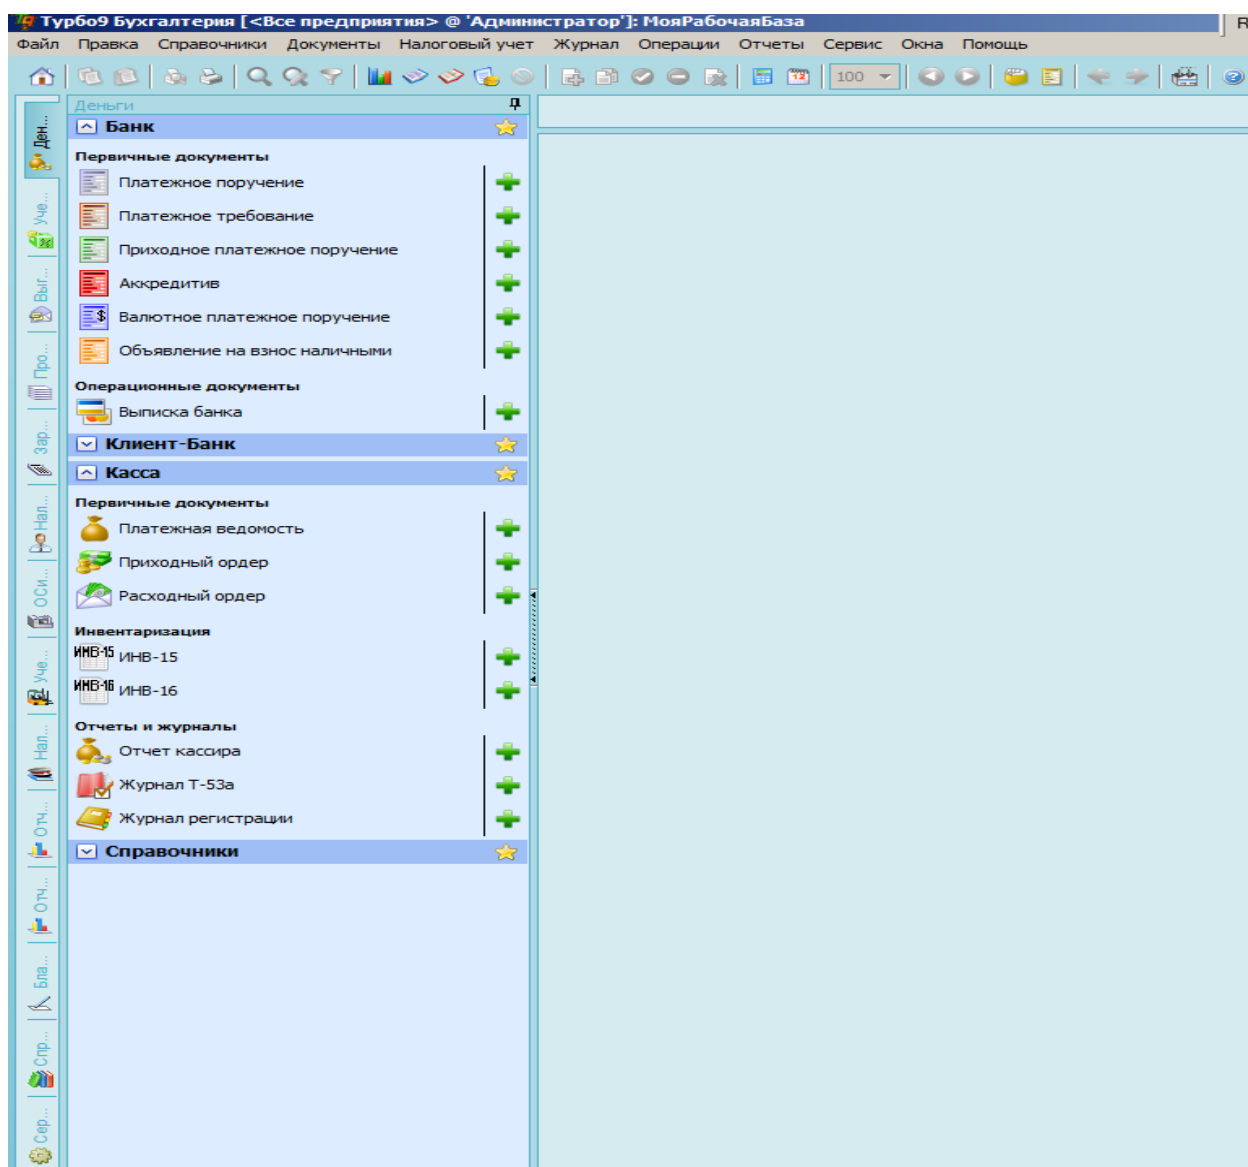 Турбо9 Бухгалтерия [<Все предприятия> @ 'Администратор']: МояРабочаяБаза
Файл Правка Справочники Документы Налоговый учет Журнал Операции Отчеты Сервис Окна Помощь
12 100
Деньги
Ден...
Уче...
Выг...
Про...
Зар...
Нал...
ОСи...
Уче...
Нал...
Отч...
Отч...
Бла...
Спр...
Сер...
Банк
Первичные документы
Платежное поручение
Платежное требование
Приходное платежное поручение
Аккредитив
$ Валютное платежное поручение
Объявление на взнос наличными
Операционные документы
Выписка банка
Клиент-Банк
Касса
Первичные документы
Платежная ведомость
Приходный ордер
Расходный ордер
Инвентаризация
ИНВ-15 ИНВ-15
ИНВ-16 ИНВ-16
Отчеты и журналы
Отчет кассира
Журнал Т-53а
Журнал регистрации
Справочники